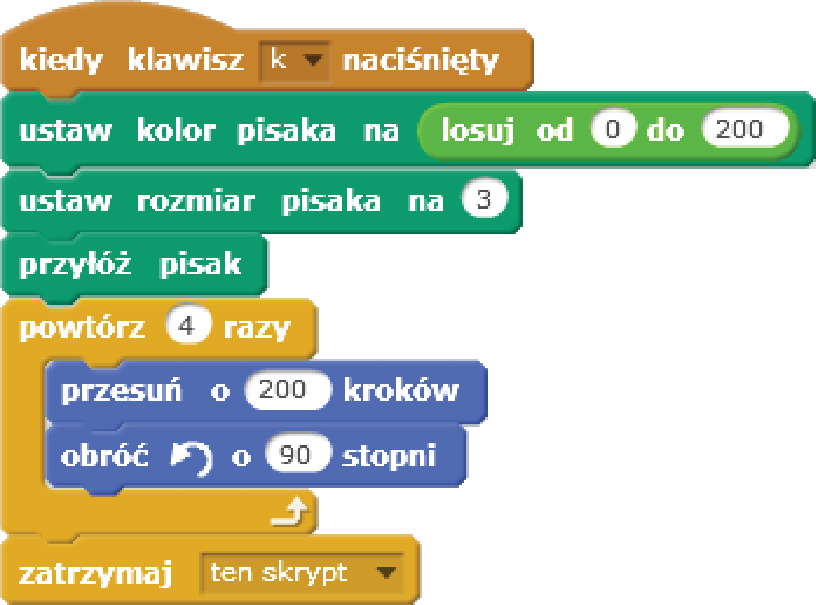 kiedy klawisz k naciśnięty
ustaw kolor pisaka na losuj od 0 do 200
ustaw rozmiar pisaka na 3
przyłóż pisak
powtórz 4 razy
przesuń o 200 kroków
obróć o 90 stopni
zatrzymaj ten skrypt